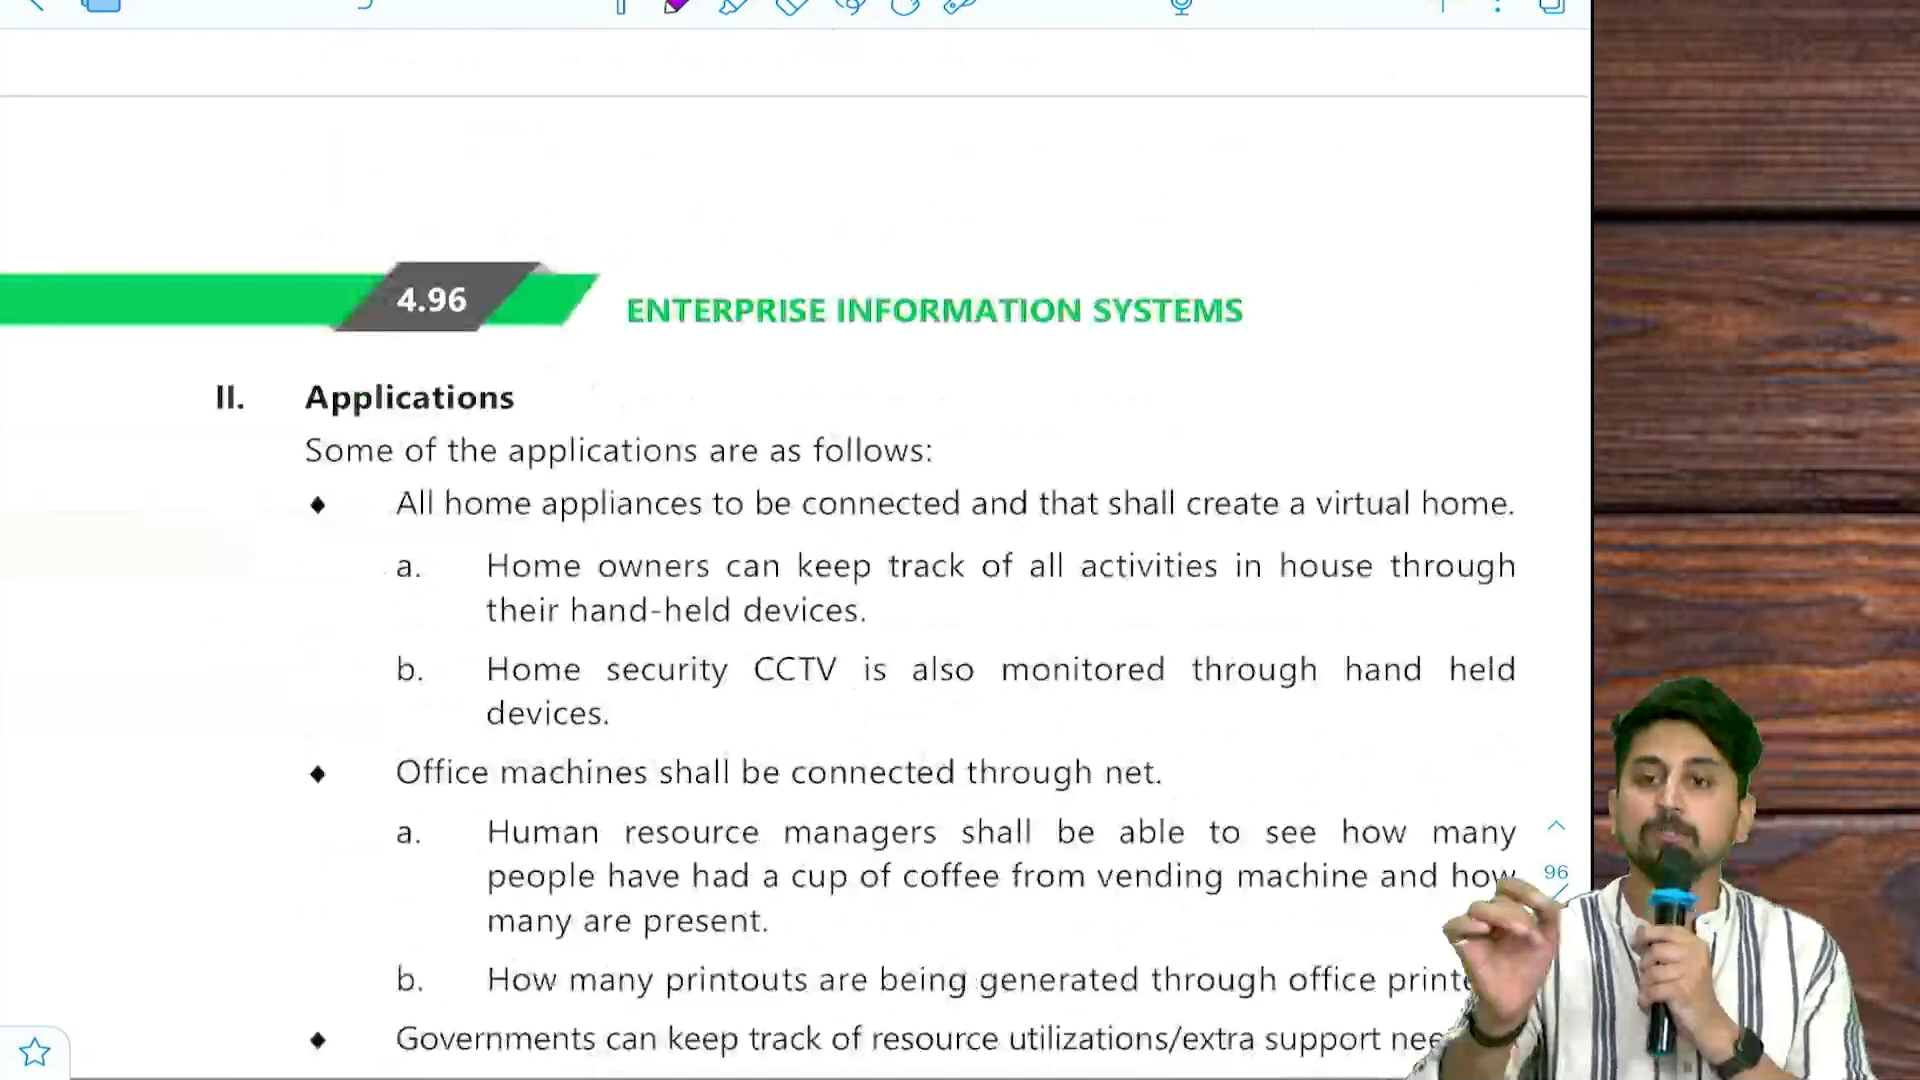 4.96
ENTERPRISE INFORMATION SYSTEMS
II. Applications
Some of the applications are as follows:
♦ All home appliances to be connected and that shall create a virtual home.
a. Home owners can keep track of all activities in house through
their hand-held devices.
b. Home security CCTV is also monitored through hand held
devices.
♦ Office machines shall be connected through net.
a. Human resource managers shall be able to see how many
people have had a cup of coffee from vending machine and how
many are present.
96
b. How many printouts are being generated through office
♦ Governments can keep track of resource utilizations/extra support